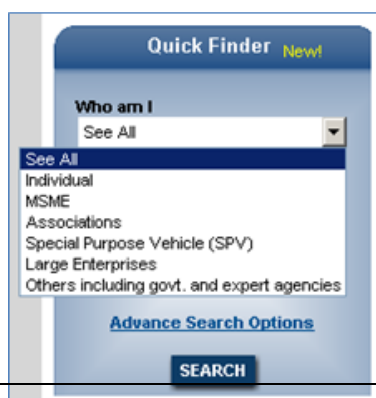 Quick Finder New!
Who am I
See All
See All
Individual
MSME
Associations
Special Purpose Vehicle (SPV)
Large Enterprises
Others including govt. and expert agencies
Advance Search Options
SEARCH